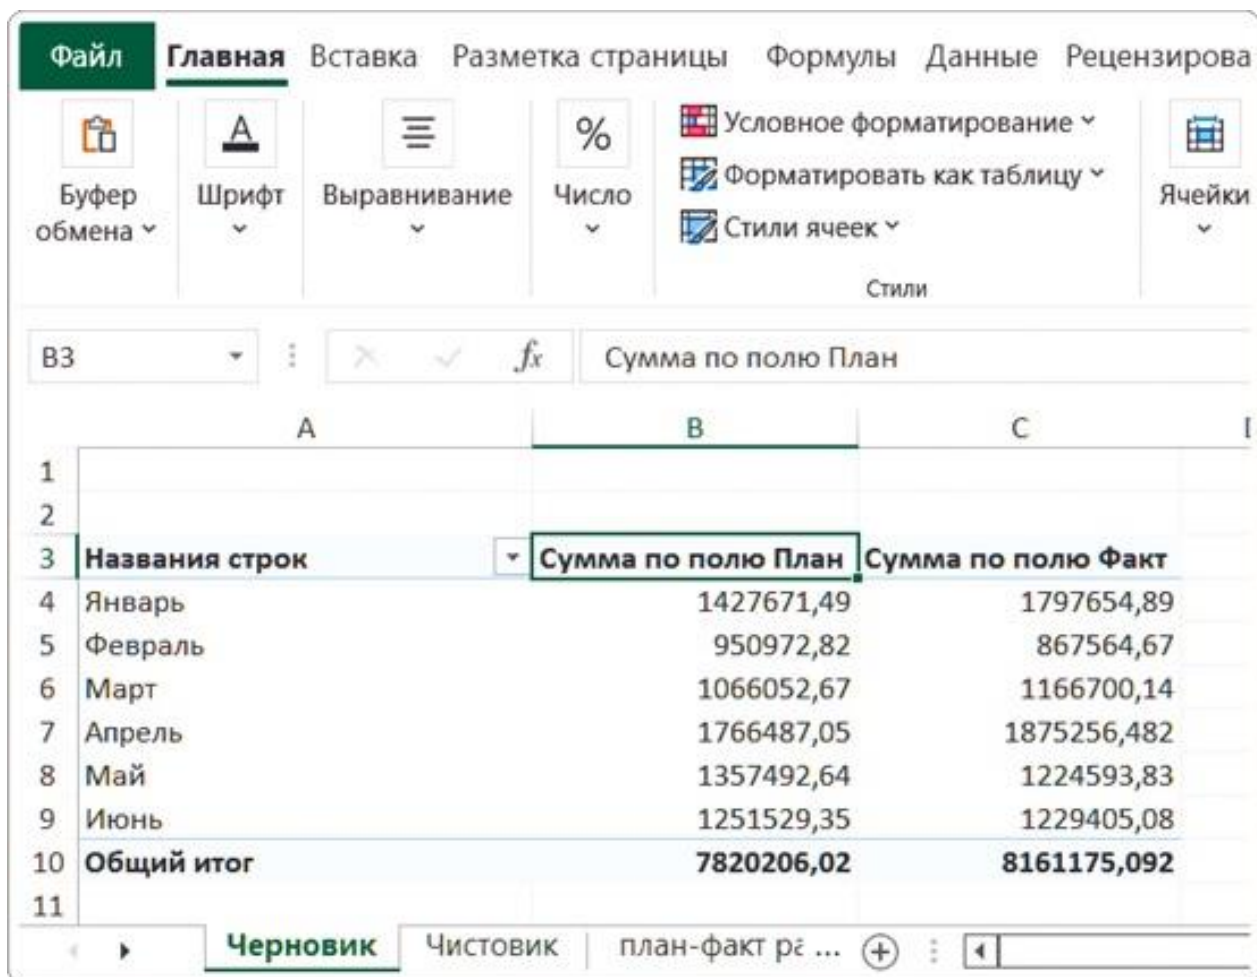 Файл Главная Вставка Разметка страницы Формулы Данные Рецензирова
Буфер обмена Шрифт Выравнивание % Число Условное форматирование Ячейки
Форматировать как таблицу
Стили ячеек
Стили
B3 fx Сумма по полю План
A B C
1
2
3 Названия строк Сумма по полю План Сумма по полю Факт
4 Январь 1427671,49 1797654,89
5 Февраль 950972,82 867564,67
6 Март 1066052,67 1166700,14
7 Апрель 1766487,05 1875256,482
8 Май 1357492,64 1224593,83
9 Июнь 1251529,35 1229405,08
10 Общий итог 7820206,02 8161175,092
11
Черновик Чистовик план-факт ра ...